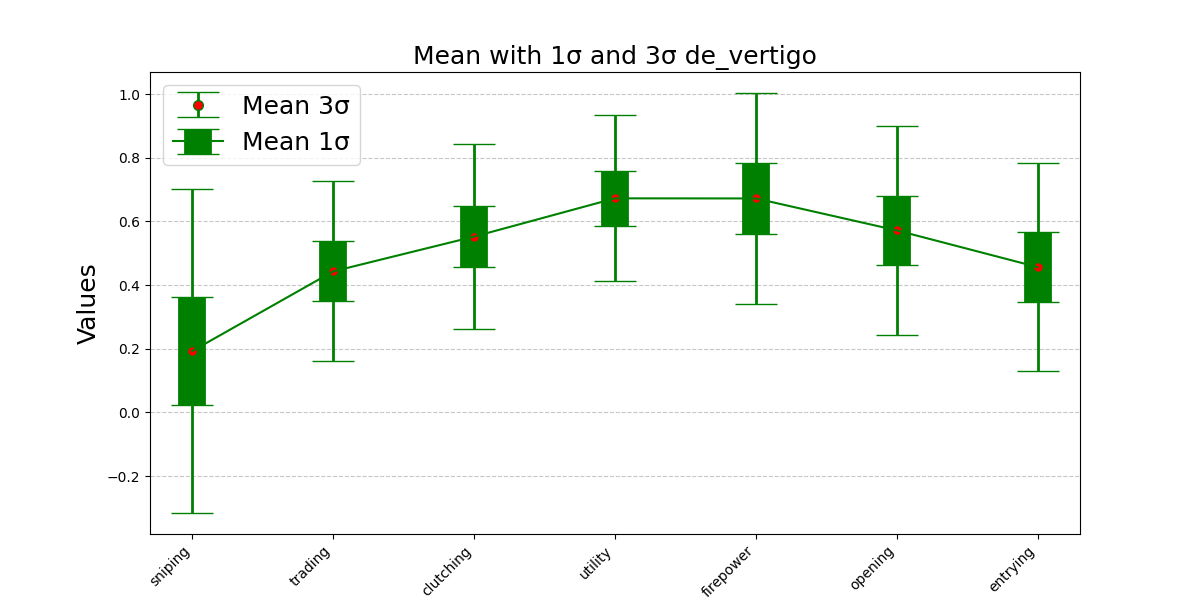 Mean with 1σ and 3σ de_vertigo
Mean 3σ
Mean 1σ
Values
1.0
0.8
0.6
0.4
0.2
0.0
−0.2
sniping
trading
clutching
utility
firepower
opening
entrying